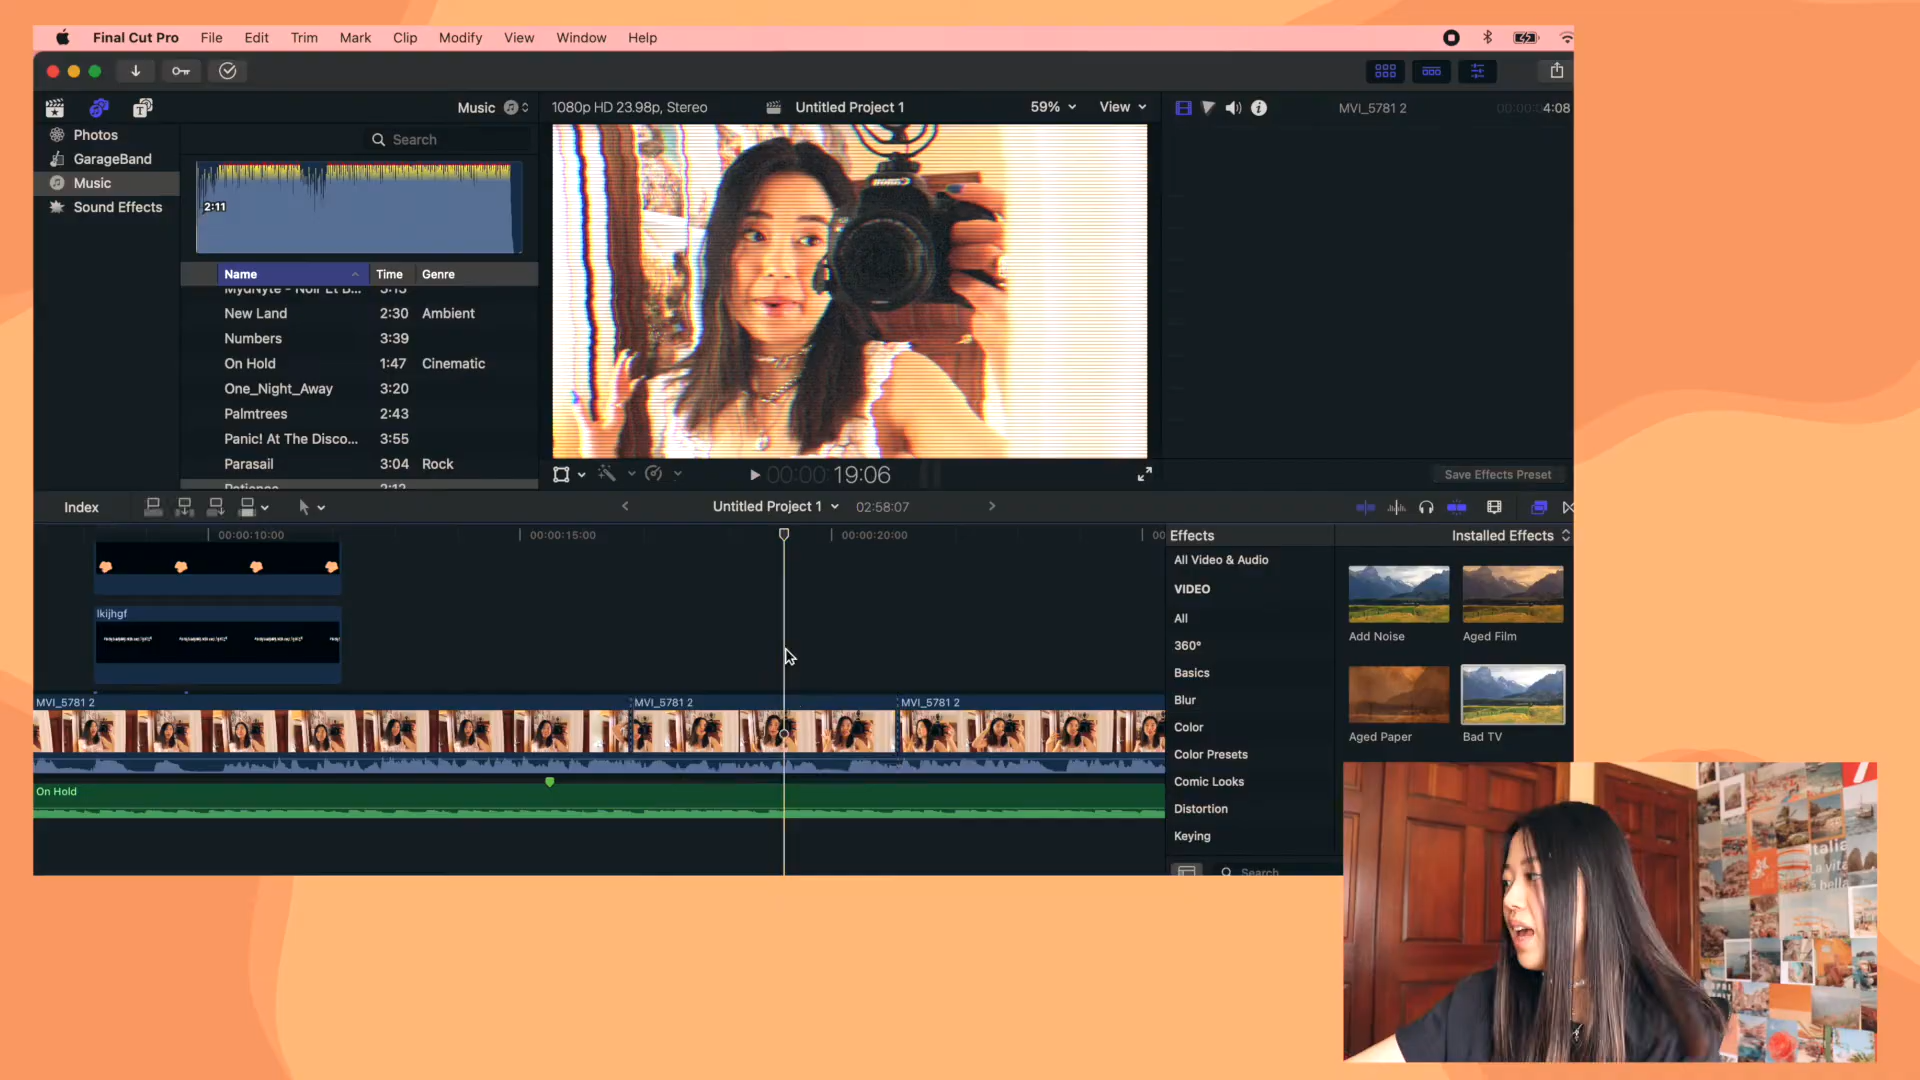 Final Cut Pro File Edit Trim Mark Clip Modify View Window Help
Music
1080p HD 23.98p, Stereo
Untitled Project 1
59%
View
MVI_5781 2
4:08
Photos
GarageBand
Music
Sound Effects
Search
2:11
Name Time Genre
New Land 2:30 Ambient
Numbers 3:39
On Hold 1:47 Cinematic
One_Night_Away 3:20
Palmtrees 2:43
Panic! At The Disco... 3:55
Parasail 3:04 Rock
00:00:19:06
Save Effects Preset
Index
Untitled Project 1
02:58:07
00:00:10:00
00:00:15:00
00:00:20:00
lkijhgf
MVI_5781 2
MVI_5781 2
MVI_5781 2
On Hold
Effects
Installed Effects
All Video & Audio
VIDEO
All
360°
Basics
Blur
Color
Color Presets
Comic Looks
Distortion
Keying
Add Noise
Aged Film
Aged Paper
Bad TV
Search